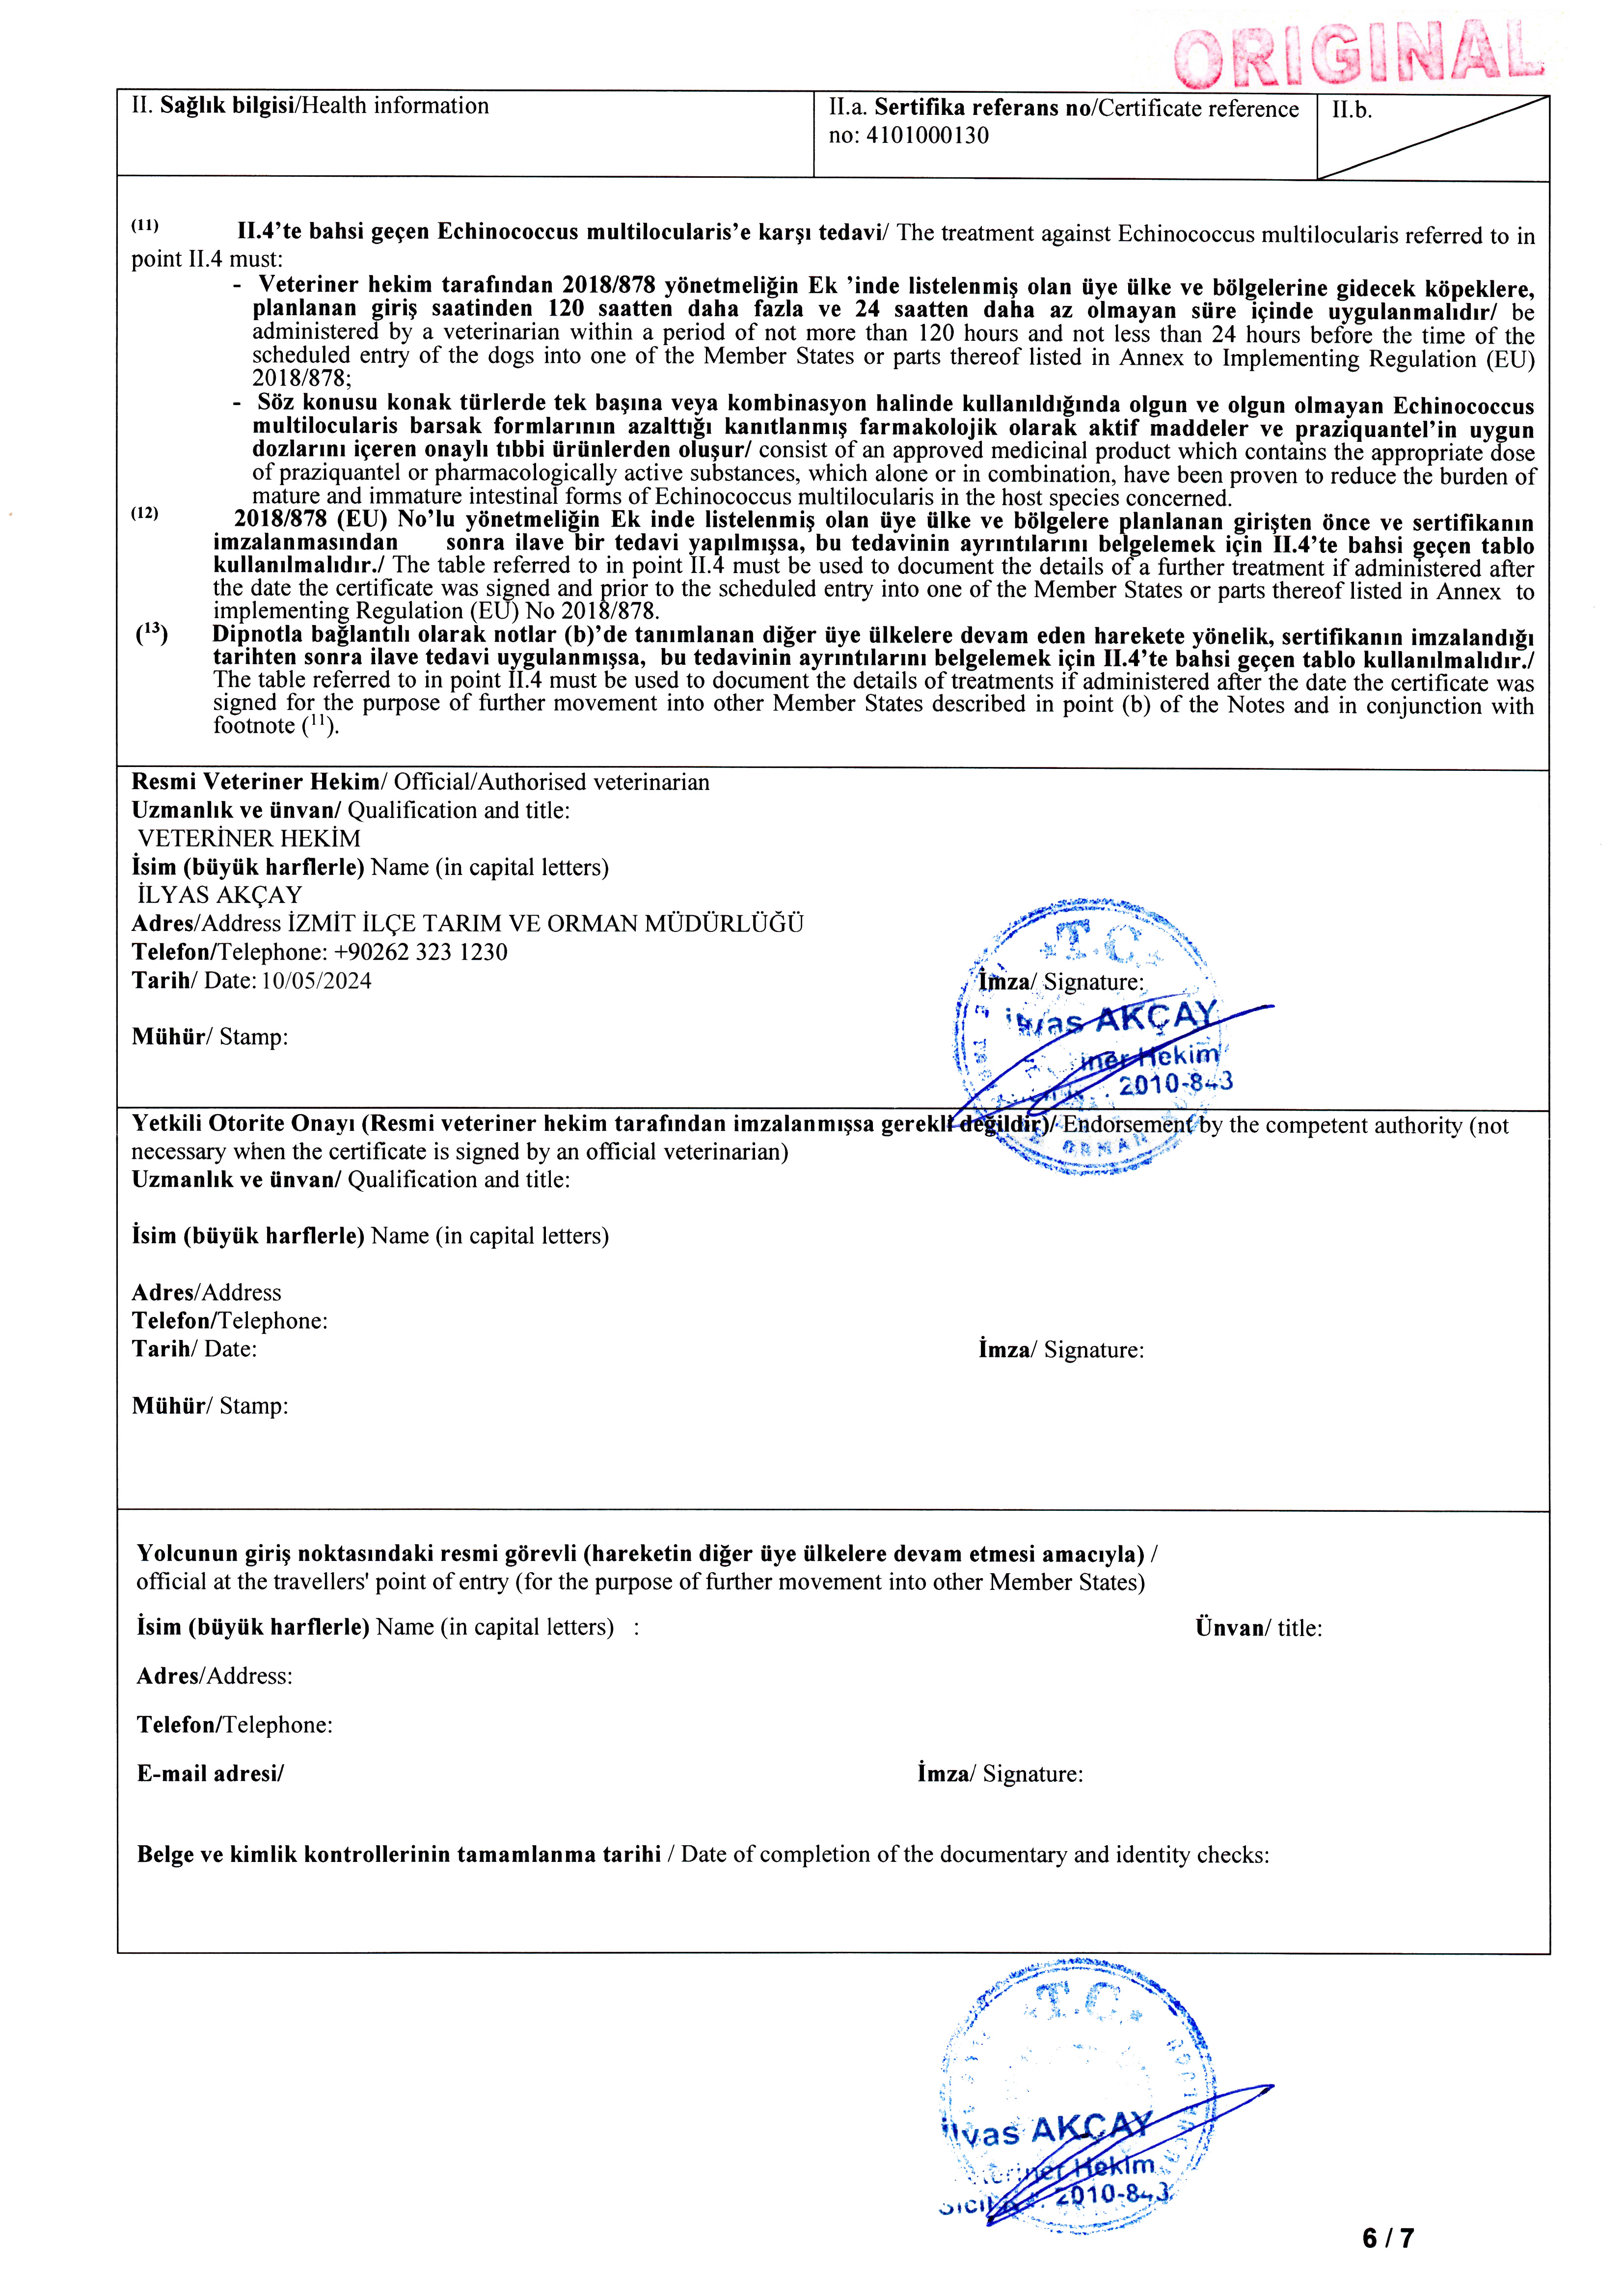 ORIGINAL
II. Sağlık bilgisi/Health information
II.a. Sertifika referans no/Certificate reference
no: 4101000130
II.b.
(11) II.4’te bahsi geçen Echinococcus multilocularis’e karşı tedavi/ The treatment against Echinococcus multilocularis referred to in
point II.4 must:
- Veteriner hekim tarafından 2018/878 yönetmeliğin Ek ’inde listelenmiş olan üye ülke ve bölgelerine gidecek köpeklere,
planlanan giriş saatinden 120 saatten daha fazla ve 24 saatten daha az olmayan süre içinde uygulanmalıdır/ be
administered by a veterinarian within a period of not more than 120 hours and not less than 24 hours before the time of the
scheduled entry of the dogs into one of the Member States or parts thereof listed in Annex to Implementing Regulation (EU)
2018/878;
- Söz konusu konak türlerde tek başına veya kombinasyon halinde kullanıldığında olgun ve olgun olmayan Echinococcus
multilocularis barsak formlarının azalttığı kanıtlanmış farmakolojik olarak aktif maddeler ve praziquantel’in uygun
dozlarını içeren onaylı tıbbi ürünlerden oluşur/ consist of an approved medicinal product which contains the appropriate dose
of praziquantel or pharmacologically active substances, which alone or in combination, have been proven to reduce the burden of
mature and immature intestinal forms of Echinococcus multilocularis in the host species concerned.
(12) 2018/878 (EU) No’lu yönetmeliğin Ek inde listelenmiş olan üye ülke ve bölgelere planlanan girişten önce ve sertifikanın
imzalanmasından sonra ilave bir tedavi yapılmışsa, bu tedavinin ayrıntılarını belgelemek için II.4’te bahsi geçen tablo
kullanılmalıdır./ The table referred to in point II.4 must be used to document the details of a further treatment if administered after
the date the certificate was signed and prior to the scheduled entry into one of the Member States or parts thereof listed in Annex to
implementing Regulation (EU) No 2018/878.
(13) Dipnotla bağlantılı olarak notlar (b)’de tanımlanan diğer üye ülkelere devam eden harekete yönelik, sertifikanın imzalandığı
tarihten sonra ilave tedavi uygulanmışsa, bu tedavinin ayrıntılarını belgelemek için II.4’te bahsi geçen tablo kullanılmalıdır./
The table referred to in point II.4 must be used to document the details of treatments if administered after the date the certificate was
signed for the purpose of further movement into other Member States described in point (b) of the Notes and in conjunction with
footnote (11).
Resmi Veteriner Hekim/ Official/Authorised veterinarian
Uzmanlık ve ünvan/ Qualification and title:
VETERİNER HEKİM
İsim (büyük harflerle) Name (in capital letters)
İLYAS AKÇAY
Adres/Address İZMİT İLÇE TARIM VE ORMAN MÜDÜRLÜĞÜ
Telefon/Telephone: +90262 323 1230
Tarih/ Date: 10/05/2024
İmza/ Signature:
Mühür/ Stamp:
T.C.
İlyas AKÇAY
Hekim
2010-843
ORMAN
Yetkili Otorite Onayı (Resmi veteriner hekim tarafından imzalanmışsa gerekli değildir)/ Endorsement by the competent authority (not
necessary when the certificate is signed by an official veterinarian)
Uzmanlık ve ünvan/ Qualification and title:
İsim (büyük harflerle) Name (in capital letters)
Adres/Address
Telefon/Telephone:
Tarih/ Date:
İmza/ Signature:
Mühür/ Stamp:
Yolcunun giriş noktasındaki resmi görevli (hareketin diğer üye ülkelere devam etmesi amacıyla) /
official at the travellers' point of entry (for the purpose of further movement into other Member States)
İsim (büyük harflerle) Name (in capital letters) :
Ünvan/ title:
Adres/Address:
Telefon/Telephone:
E-mail adresi/
İmza/ Signature:
Belge ve kimlik kontrollerinin tamamlanma tarihi / Date of completion of the documentary and identity checks:
T.C.
İlyas AKÇAY
Veteriner Hekim
2010-843
6 / 7